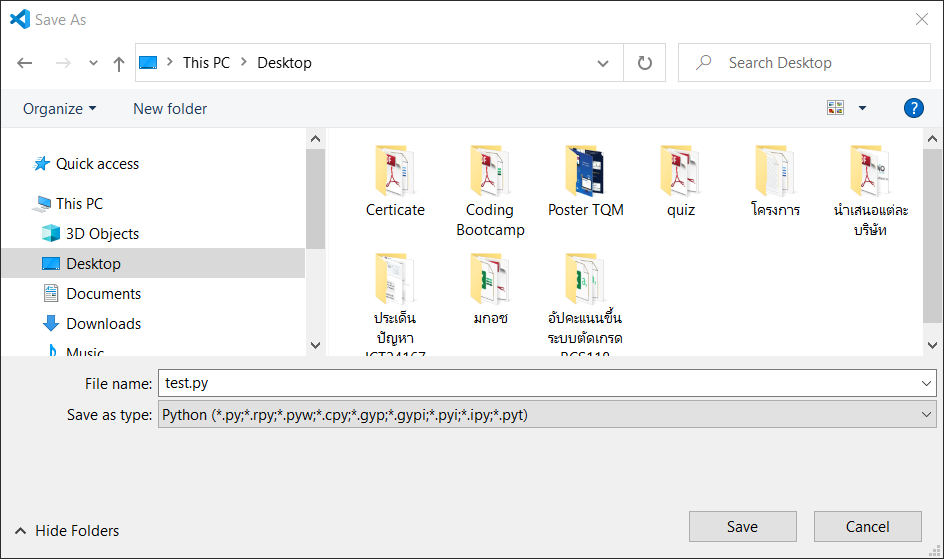 Save As
This PC
Desktop
Search Desktop
Organize
New folder
?
Quick access
This PC
3D Objects
Desktop
Documents
Downloads
Music
Certicate
Coding
Bootcamp
Poster TQM
quiz
โครงการ
นำเสนอแต่ละ
บริษัท
ประเด็น
ปัญหา
มกอช
อัปคะแนนขึ้น
ระบบตัดเกรด
File name:
test.py
Save as type:
Python (*.py;*.rpy;*.pyw;*.cpy;*.gyp;*.gypi;*.pyi;*.ipy;*.pyt)
Hide Folders
Save
Cancel